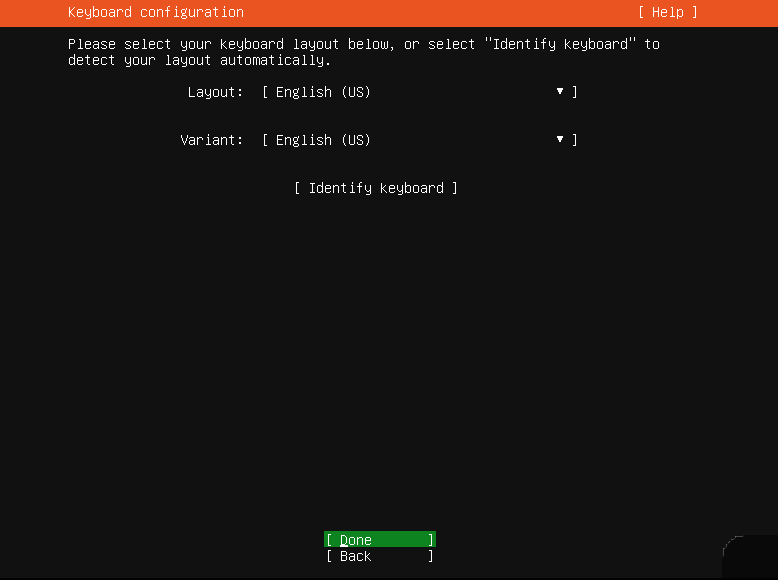 Keyboard configuration [ Help ]
Please select your keyboard layout below, or select "Identify keyboard" to
detect your layout automatically.
Layout: [ English (US) ▼ ]
Variant: [ English (US) ▼ ]
[ Identify keyboard ]
[ Done ]
[ Back ]